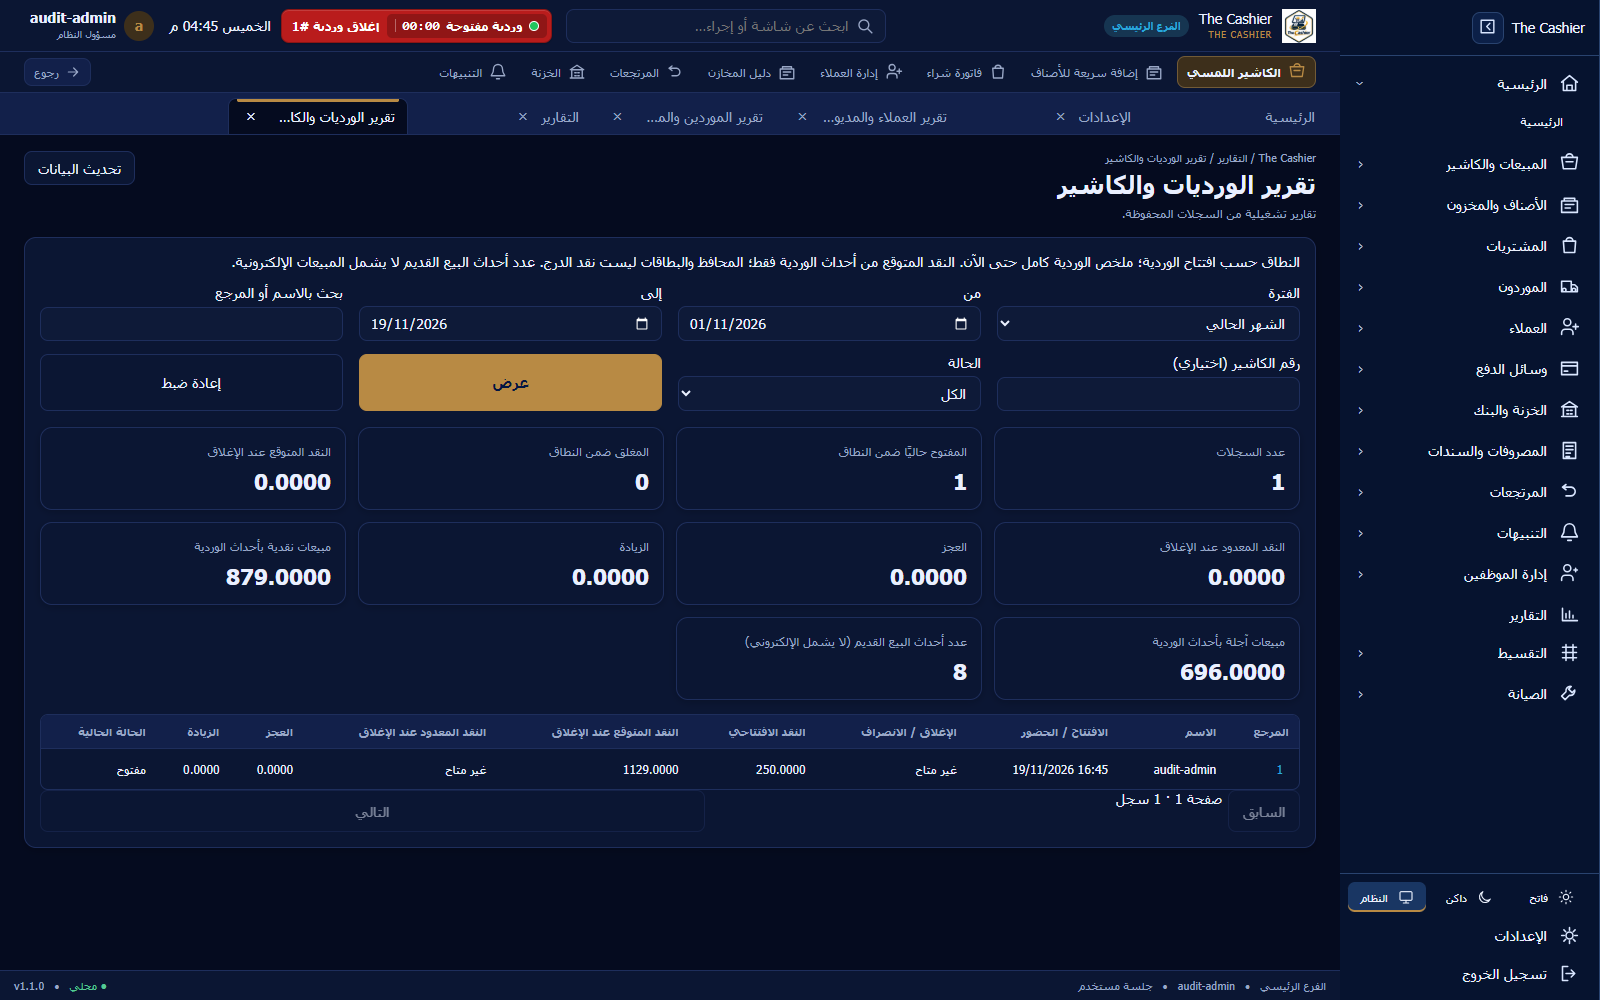 The Cashier
الرئيسية
الرئيسية
المبيعات والكاشير
الأصناف والمخزون
المشتريات
الموردون
العملاء
وسائل الدفع
الخزنة والبنك
المصروفات والسندات
المرتجعات
التنبيهات
إدارة الموظفين
التقارير
التقسيط
الصيانة
فاتح
داكن
النظام
الإعدادات
تسجيل الخروج
The Cashier
THE CASHIER
الفرع الرئيسي
ابحث عن شاشة أو إجراء...
وردية مفتوحة 00:00
إغلاق وردية #1
الخميس 04:45 م
a
audit-admin
مسؤول النظام
الكاشير اللمسي
إضافة سريعة للأصناف
فاتورة شراء
إدارة العملاء
دليل المخازن
المرتجعات
الخزنة
التنبيهات
رجوع
الرئيسية
الإعدادات ×
تقرير العملاء والمديو... ×
تقرير الموردين والم... ×
التقارير ×
تقرير الورديات والكا... ×
The Cashier / التقارير / تقرير الورديات والكاشير
تقرير الورديات والكاشير
تقارير تشغيلية من السجلات المحفوظة.
تحديث البيانات
النطاق حسب افتتاح الوردية؛ ملخص الوردية كامل حتى الآن. النقد المتوقع من أحداث الوردية فقط؛ المحافظ والبطاقات ليست نقد الدرج. عدد أحداث البيع القديم لا يشمل المبيعات الإلكترونية.
الفترة
الشهر الحالي
من
01/11/2026
إلى
19/11/2026
بحث بالاسم أو المرجع
رقم الكاشير (اختياري)
الحالة
الكل
عرض
إعادة ضبط
عدد السجلات
1
المفتوح حاليًا ضمن النطاق
1
المغلق ضمن النطاق
0
النقد المتوقع عند الإغلاق
0.0000
النقد المعدود عند الإغلاق
0.0000
العجز
0.0000
الزيادة
0.0000
مبيعات نقدية بأحداث الوردية
879.0000
مبيعات آجلة بأحداث الوردية
696.0000
عدد أحداث البيع القديم (لا يشمل الإلكتروني)
8
المرجع الاسم الافتتاح / الحضور الإغلاق / الانصراف النقد الافتتاحي النقد المتوقع عند الإغلاق النقد المعدود عند الإغلاق العجز الزيادة الحالة الحالية
1 audit-admin 19/11/2026 16:45 غير متاح 250.0000 1129.0000 غير متاح 0.0000 0.0000 مفتوح
السابق
صفحة 1 · 1 سجل
التالي
الفرع الرئيسي • audit-admin • جلسة مستخدم
محلي • v1.1.0